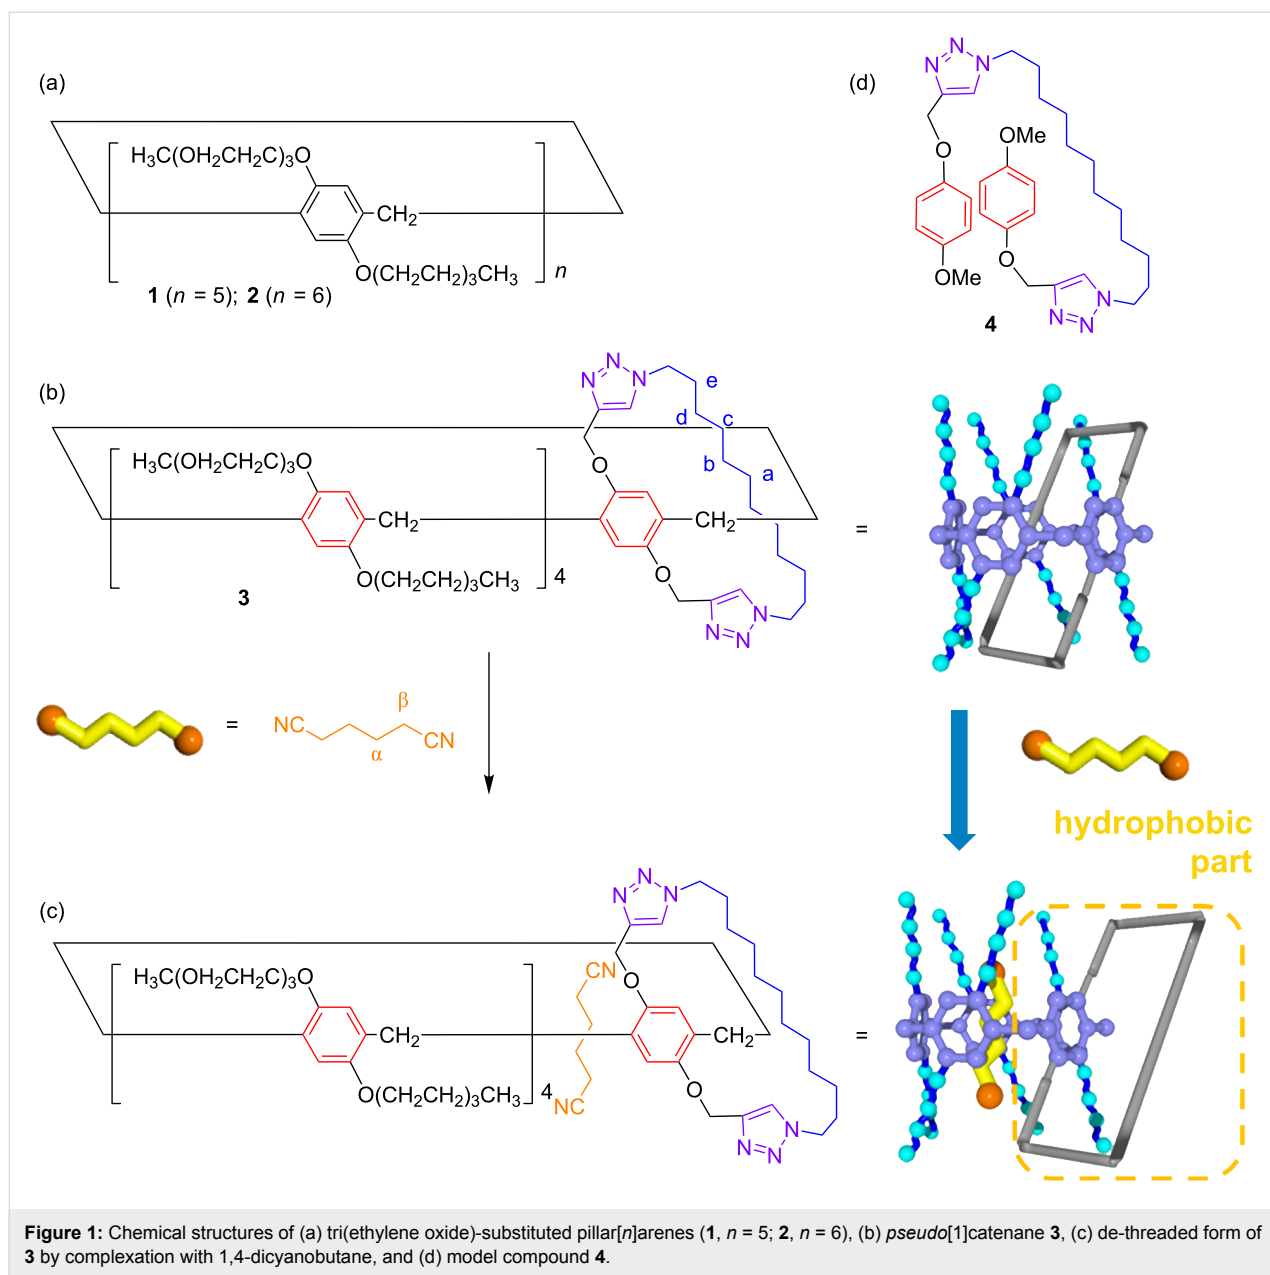 (a)
H₃C(OH₂CH₂C)₃O
CH₂
O(CH₂CH₂)₃CH₃
n
1 (n = 5); 2 (n = 6)
(d)
N
N
N
O
OMe
OMe
O
N
N
N
4
(b)
N
N
N
e
d
c
b
a
H₃C(OH₂CH₂C)₃O
O
CH₂
CH₂
O(CH₂CH₂)₃CH₃
4
O
N
N
N
3
=
=
NC
β
α
CN
hydrophobic
part
(c)
N
N
N
H₃C(OH₂CH₂C)₃O
CN
O
CH₂
CH₂
O(CH₂CH₂)₃CH₃
4
NC
O
N
N
N
=
Figure 1: Chemical structures of (a) tri(ethylene oxide)-substituted pillar[n]arenes (1, n = 5; 2, n = 6), (b) pseudo[1]catenane 3, (c) de-threaded form of
3 by complexation with 1,4-dicyanobutane, and (d) model compound 4.